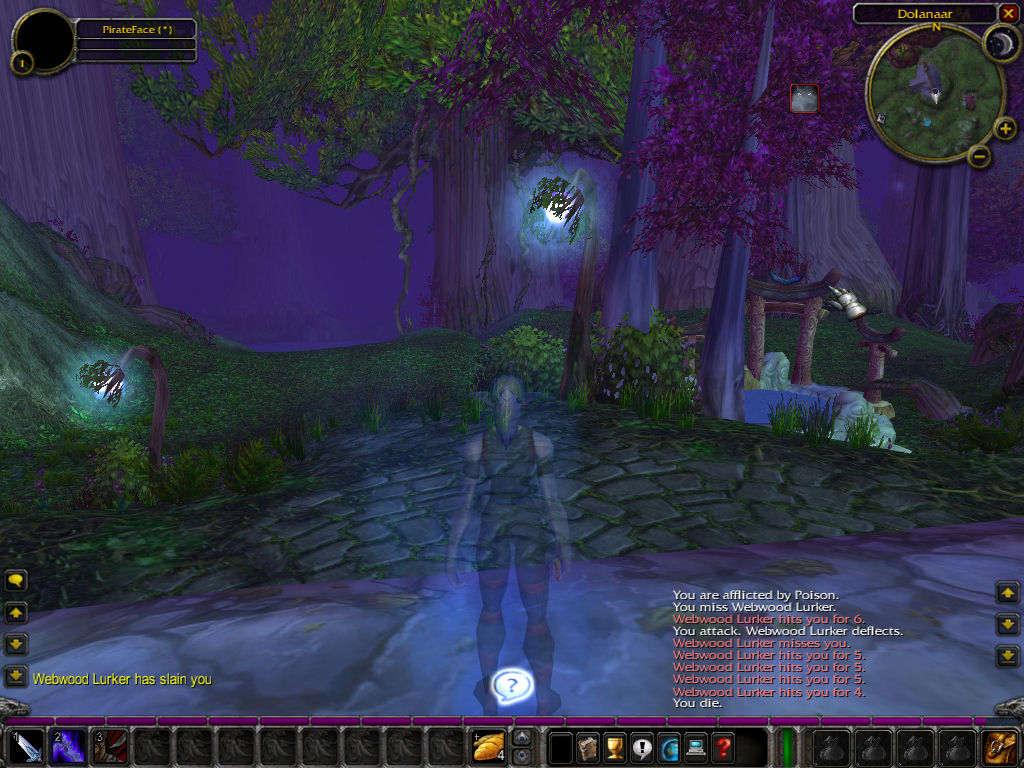 PirateFace (*)
1
Dolanaar
N
You are afflicted by Poison.
You miss Webwood Lurker.
Webwood Lurker hits you for 6.
You attack. Webwood Lurker deflects.
Webwood Lurker misses you.
Webwood Lurker hits you for 5.
Webwood Lurker hits you for 5.
Webwood Lurker hits you for 5.
Webwood Lurker hits you for 4.
You die.
Webwood Lurker has slain you
?
1 2 3 + 4 ! ?